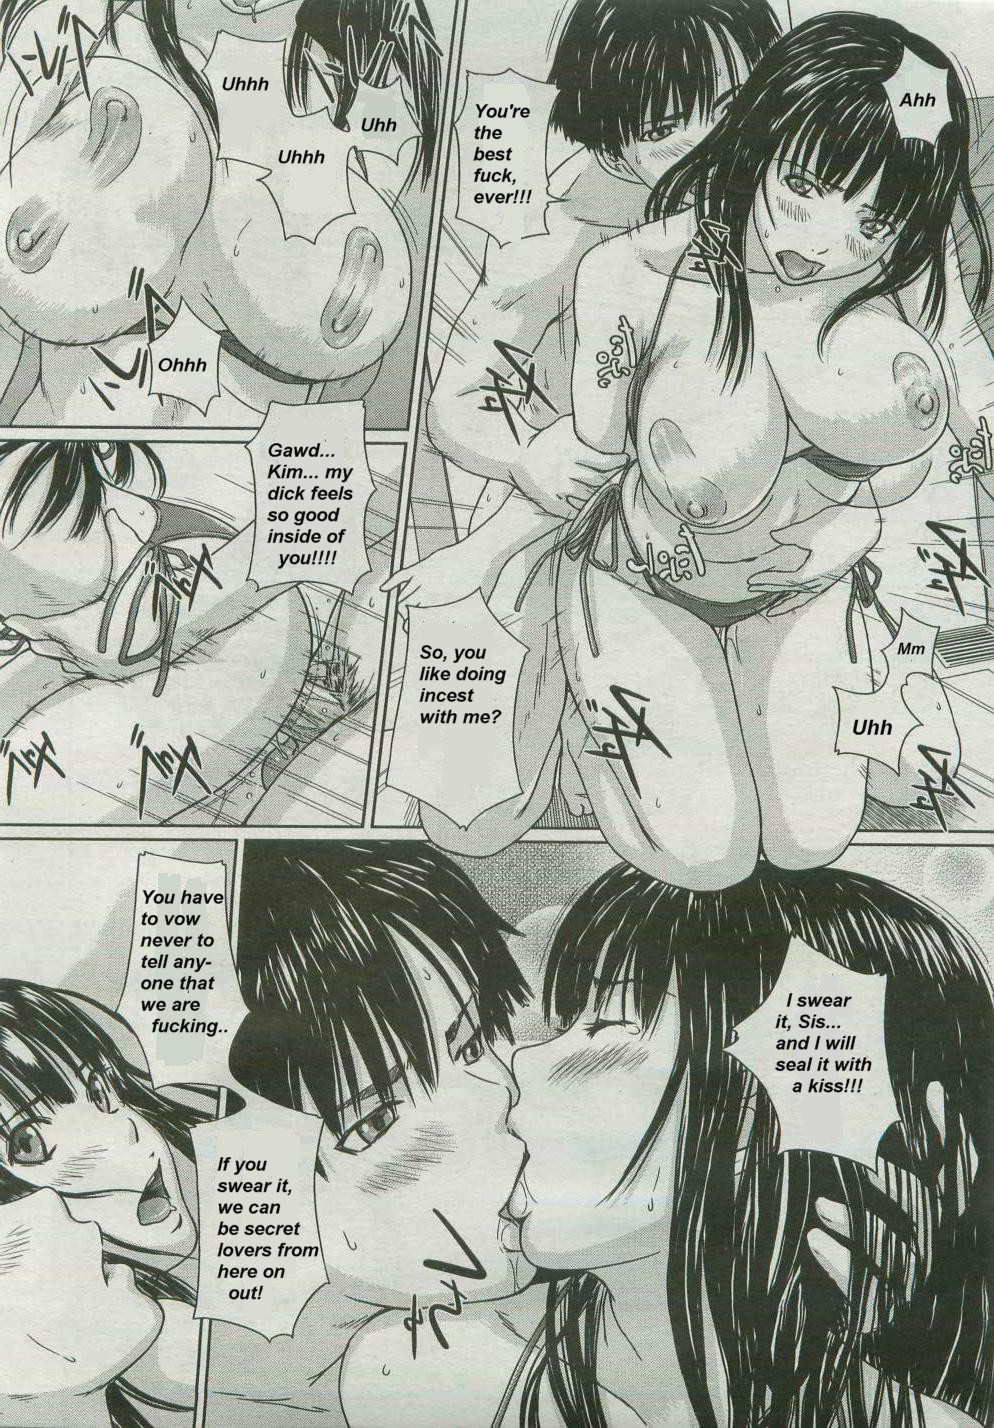 Uhhh
Uhh
Uhhh
Ohhh
You're
the
best
fuck,
ever!!!
Ahh
Gawd...
Kim... my
dick feels
so good
inside of
you!!!!
So, you
like doing
incest
with me?
Mm
Uhh
You have
to vow
never to
tell any-
one that
we are
fucking..
If you
swear it,
we can
be secret
lovers from
here on
out!
I swear
it, Sis...
and I will
seal it with
a kiss!!!